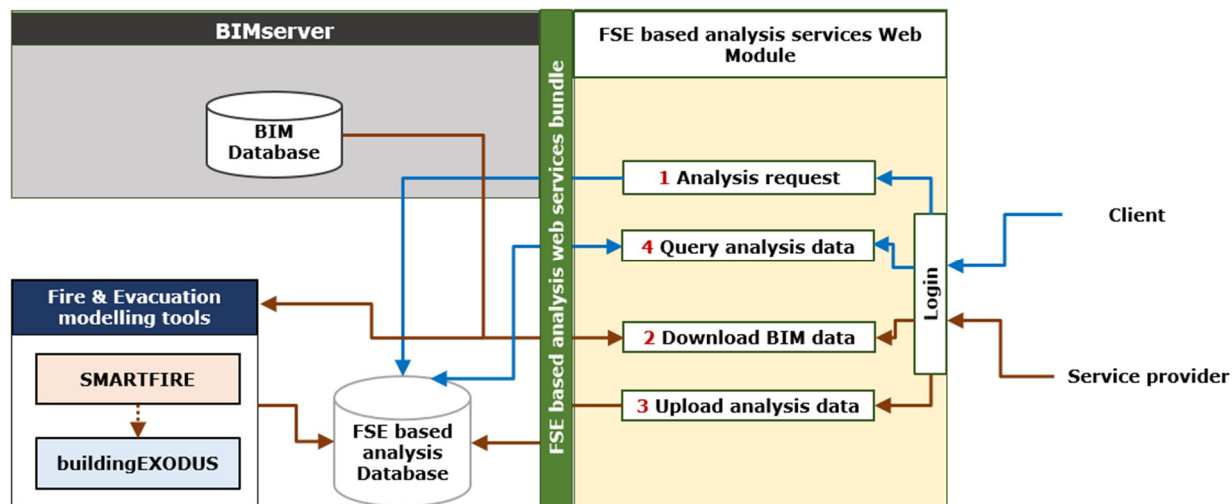 BIMserver
BIM
Database
FSE based analysis web services bundle
FSE based analysis services Web
Module
1 Analysis request
4 Query analysis data
2 Download BIM data
3 Upload analysis data
Login
Client
Service provider
Fire & Evacuation
modelling tools
SMARTFIRE
buildingEXODUS
FSE based
analysis
Database